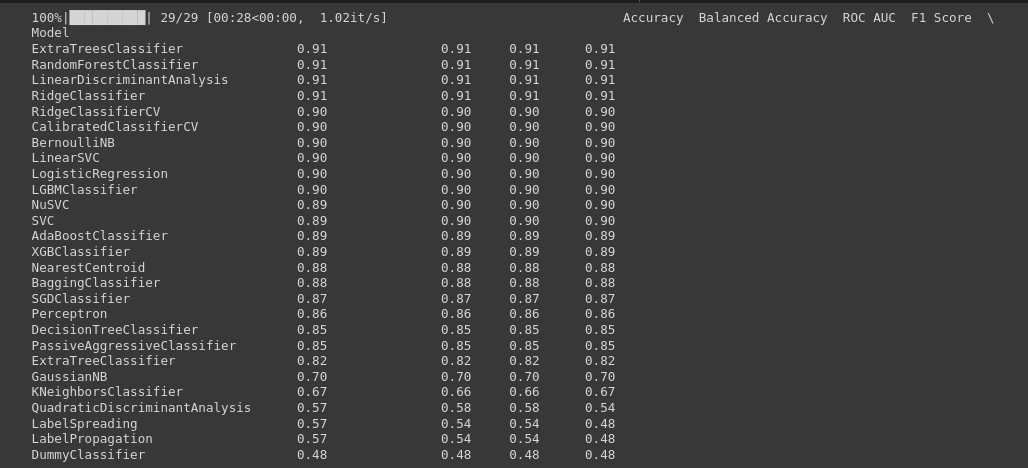 100%|██████████| 29/29 [00:28<00:00,  1.02it/s]                               Accuracy  Balanced Accuracy  ROC AUC  F1 Score  \
Model
ExtraTreesClassifier               0.91               0.91     0.91      0.91
RandomForestClassifier             0.91               0.91     0.91      0.91
LinearDiscriminantAnalysis         0.91               0.91     0.91      0.91
RidgeClassifier                    0.91               0.91     0.91      0.91
RidgeClassifierCV                  0.90               0.90     0.90      0.90
CalibratedClassifierCV             0.90               0.90     0.90      0.90
BernoulliNB                        0.90               0.90     0.90      0.90
LinearSVC                          0.90               0.90     0.90      0.90
LogisticRegression                 0.90               0.90     0.90      0.90
LGBMClassifier                     0.90               0.90     0.90      0.90
NuSVC                              0.89               0.90     0.90      0.90
SVC                                0.89               0.90     0.90      0.90
AdaBoostClassifier                 0.89               0.89     0.89      0.89
XGBClassifier                      0.89               0.89     0.89      0.89
NearestCentroid                    0.88               0.88     0.88      0.88
BaggingClassifier                  0.88               0.88     0.88      0.88
SGDClassifier                      0.87               0.87     0.87      0.87
Perceptron                         0.86               0.86     0.86      0.86
DecisionTreeClassifier             0.85               0.85     0.85      0.85
PassiveAggressiveClassifier        0.85               0.85     0.85      0.85
ExtraTreeClassifier                0.82               0.82     0.82      0.82
GaussianNB                         0.70               0.70     0.70      0.70
KNeighborsClassifier               0.67               0.66     0.66      0.67
QuadraticDiscriminantAnalysis      0.57               0.58     0.58      0.54
LabelSpreading                     0.57               0.54     0.54      0.48
LabelPropagation                   0.57               0.54     0.54      0.48
DummyClassifier                    0.48               0.48     0.48      0.48